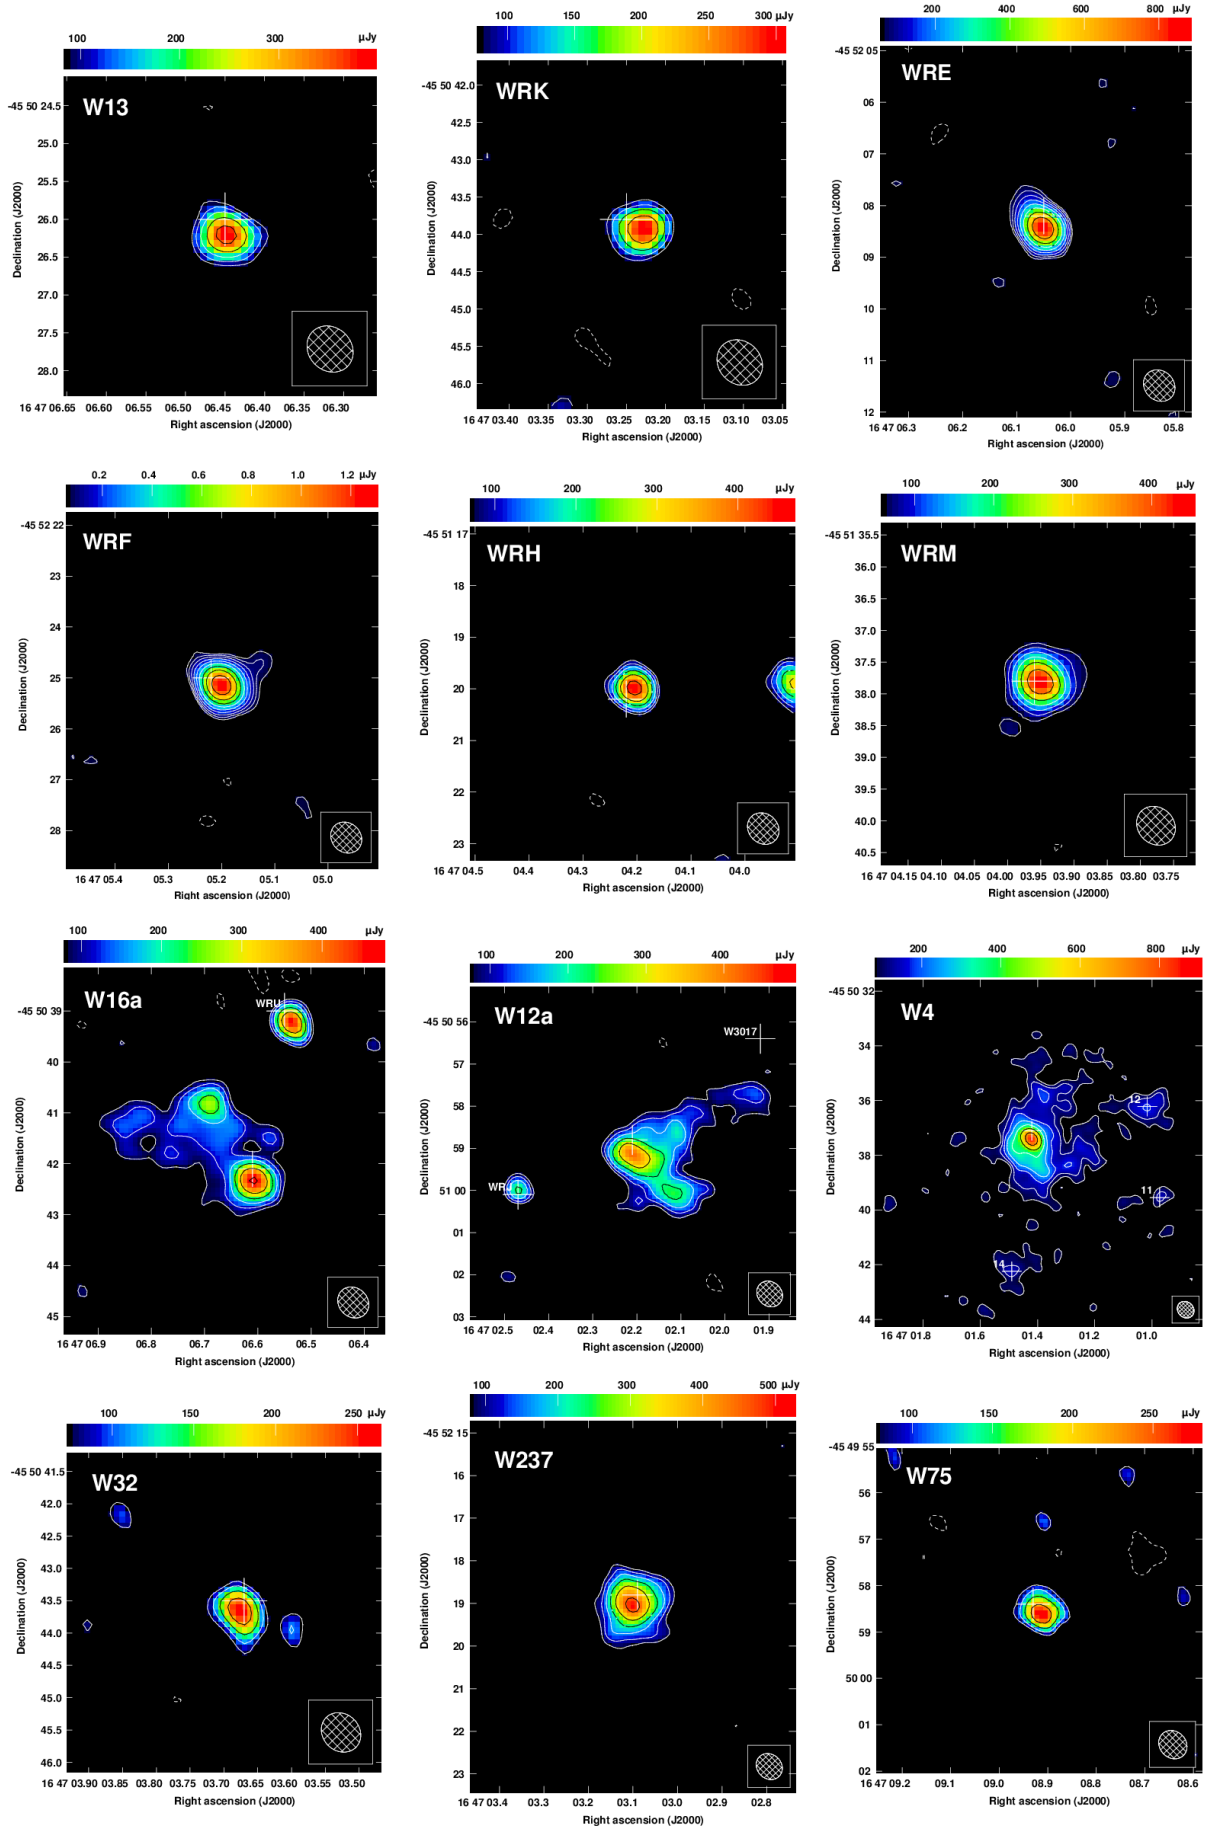 100 200 300 μJy
W13
-45 50 24.5
25.0
25.5
26.0
26.5
27.0
27.5
28.0
Declination (J2000)
16 47 06.65 06.60 06.55 06.50 06.45 06.40 06.35 06.30
Right ascension (J2000)
100 150 200 250 300 μJy
WRK
-45 50 42.0
42.5
43.0
43.5
44.0
44.5
45.0
45.5
46.0
Declination (J2000)
16 47 03.40 03.35 03.30 03.25 03.20 03.15 03.10 03.05
Right ascension (J2000)
200 400 600 800 μJy
WRE
-45 52 05
06
07
08
09
10
11
12
Declination (J2000)
16 47 06.3 06.2 06.1 06.0 05.9 05.8
Right ascension (J2000)
0.2 0.4 0.6 0.8 1.0 1.2 μJy
WRF
-45 52 22
23
24
25
26
27
28
Declination (J2000)
16 47 05.4 05.3 05.2 05.1 05.0
Right ascension (J2000)
100 200 300 400 μJy
WRH
-45 51 17
18
19
20
21
22
23
Declination (J2000)
16 47 04.5 04.4 04.3 04.2 04.1 04.0
Right ascension (J2000)
100 200 300 400 μJy
WRM
-45 51 35.5
36.0
36.5
37.0
37.5
38.0
38.5
39.0
39.5
40.0
40.5
Declination (J2000)
16 47 04.15 04.10 04.05 04.00 03.95 03.90 03.85 03.80 03.75
Right ascension (J2000)
100 200 300 400 μJy
W16a
WRU
-45 50 39
40
41
42
43
44
45
Declination (J2000)
16 47 06.9 06.8 06.7 06.6 06.5 06.4
Right ascension (J2000)
100 200 300 400 μJy
W12a
W3017
WRJ
-45 50 56
57
58
59
51 00
01
02
03
Declination (J2000)
16 47 02.5 02.4 02.3 02.2 02.1 02.0 01.9
Right ascension (J2000)
200 400 600 800 μJy
W4
12
11
14
-45 50 32
34
36
38
40
42
44
Declination (J2000)
16 47 01.8 01.6 01.4 01.2 01.0
Right ascension (J2000)
100 150 200 250 μJy
W32
-45 50 41.5
42.0
42.5
43.0
43.5
44.0
44.5
45.0
45.5
46.0
Declination (J2000)
16 47 03.90 03.85 03.80 03.75 03.70 03.65 03.60 03.55 03.50
Right ascension (J2000)
100 200 300 400 500 μJy
W237
-45 52 15
16
17
18
19
20
21
22
23
Declination (J2000)
16 47 03.4 03.3 03.2 03.1 03.0 02.9 02.8
Right ascension (J2000)
100 150 200 250 μJy
W75
-45 49 55
56
57
58
59
50 00
01
02
Declination (J2000)
16 47 09.2 09.1 09.0 08.9 08.8 08.7 08.6
Right ascension (J2000)